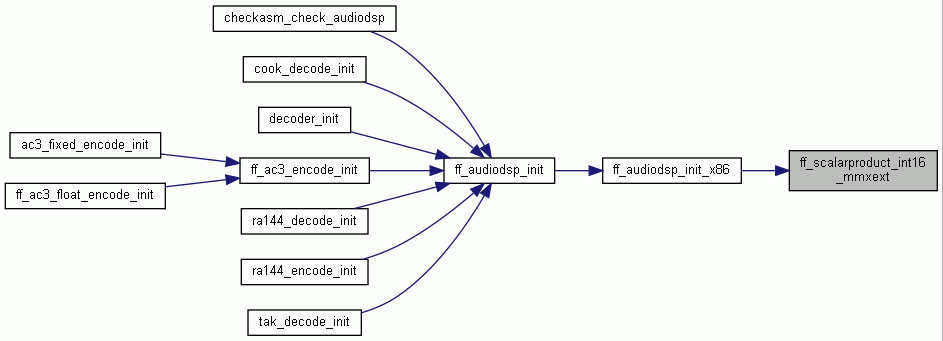 checkasm_check_audiodsp
cook_decode_init
decoder_init
ac3_fixed_encode_init
ff_ac3_float_encode_init
ff_ac3_encode_init
ra144_decode_init
ra144_encode_init
tak_decode_init
ff_audiodsp_init
ff_audiodsp_init_x86
ff_scalarproduct_int16
_mmxext